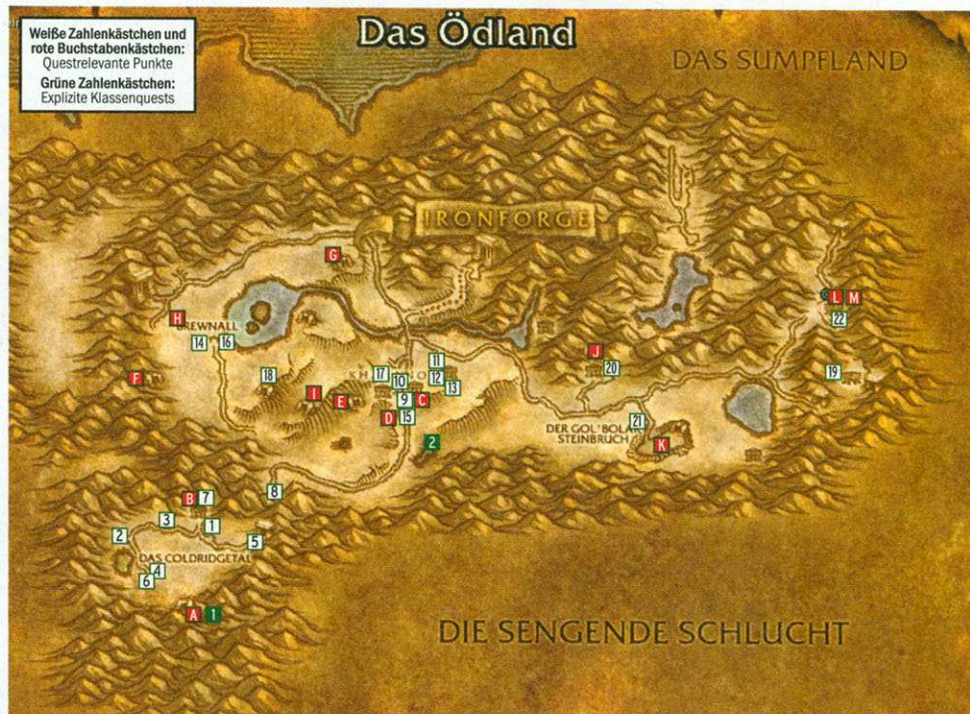 Weiße Zahlenkästchen und
rote Buchstabenkästchen:
Questrelevante Punkte
Grüne Zahlenkästchen:
Explizite Klassenquests
Das Ödland
DAS SUMPFLAND
IRONFORGE
G
L M
H
22
BREWNALL
14 16
J
11
20
F
18
17
10
12
13
19
I
E
9
C
D
15
21
DER GOL'BOLAR
STEINBRUCH
2
K
8
B 7
3
1
2
5
DAS COLDRIDGETAL
4
6
A 1
DIE SENGENDE SCHLUCHT